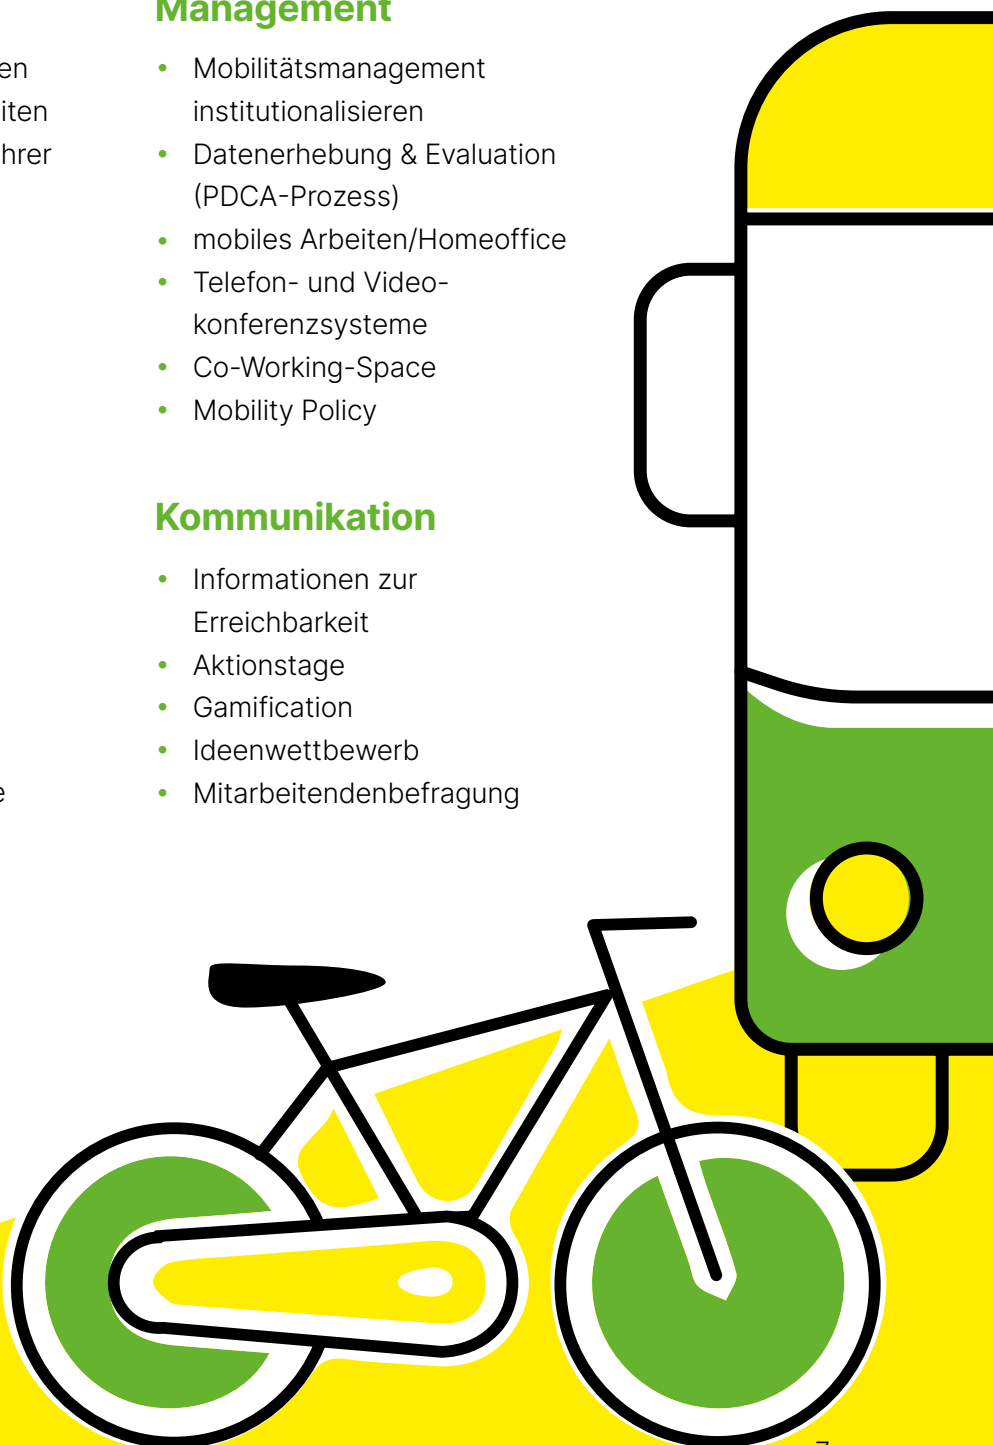 Management
Mobilitätsmanagement
institutionalisieren
Datenerhebung & Evaluation
(PDCA-Prozess)
mobiles Arbeiten/Homeoffice
Telefon- und Video-
konferenzsysteme
Co-Working-Space
Mobility Policy
Kommunikation
Informationen zur
Erreichbarkeit
Aktionstage
Gamification
Ideenwettbewerb
Mitarbeitendenbefragung